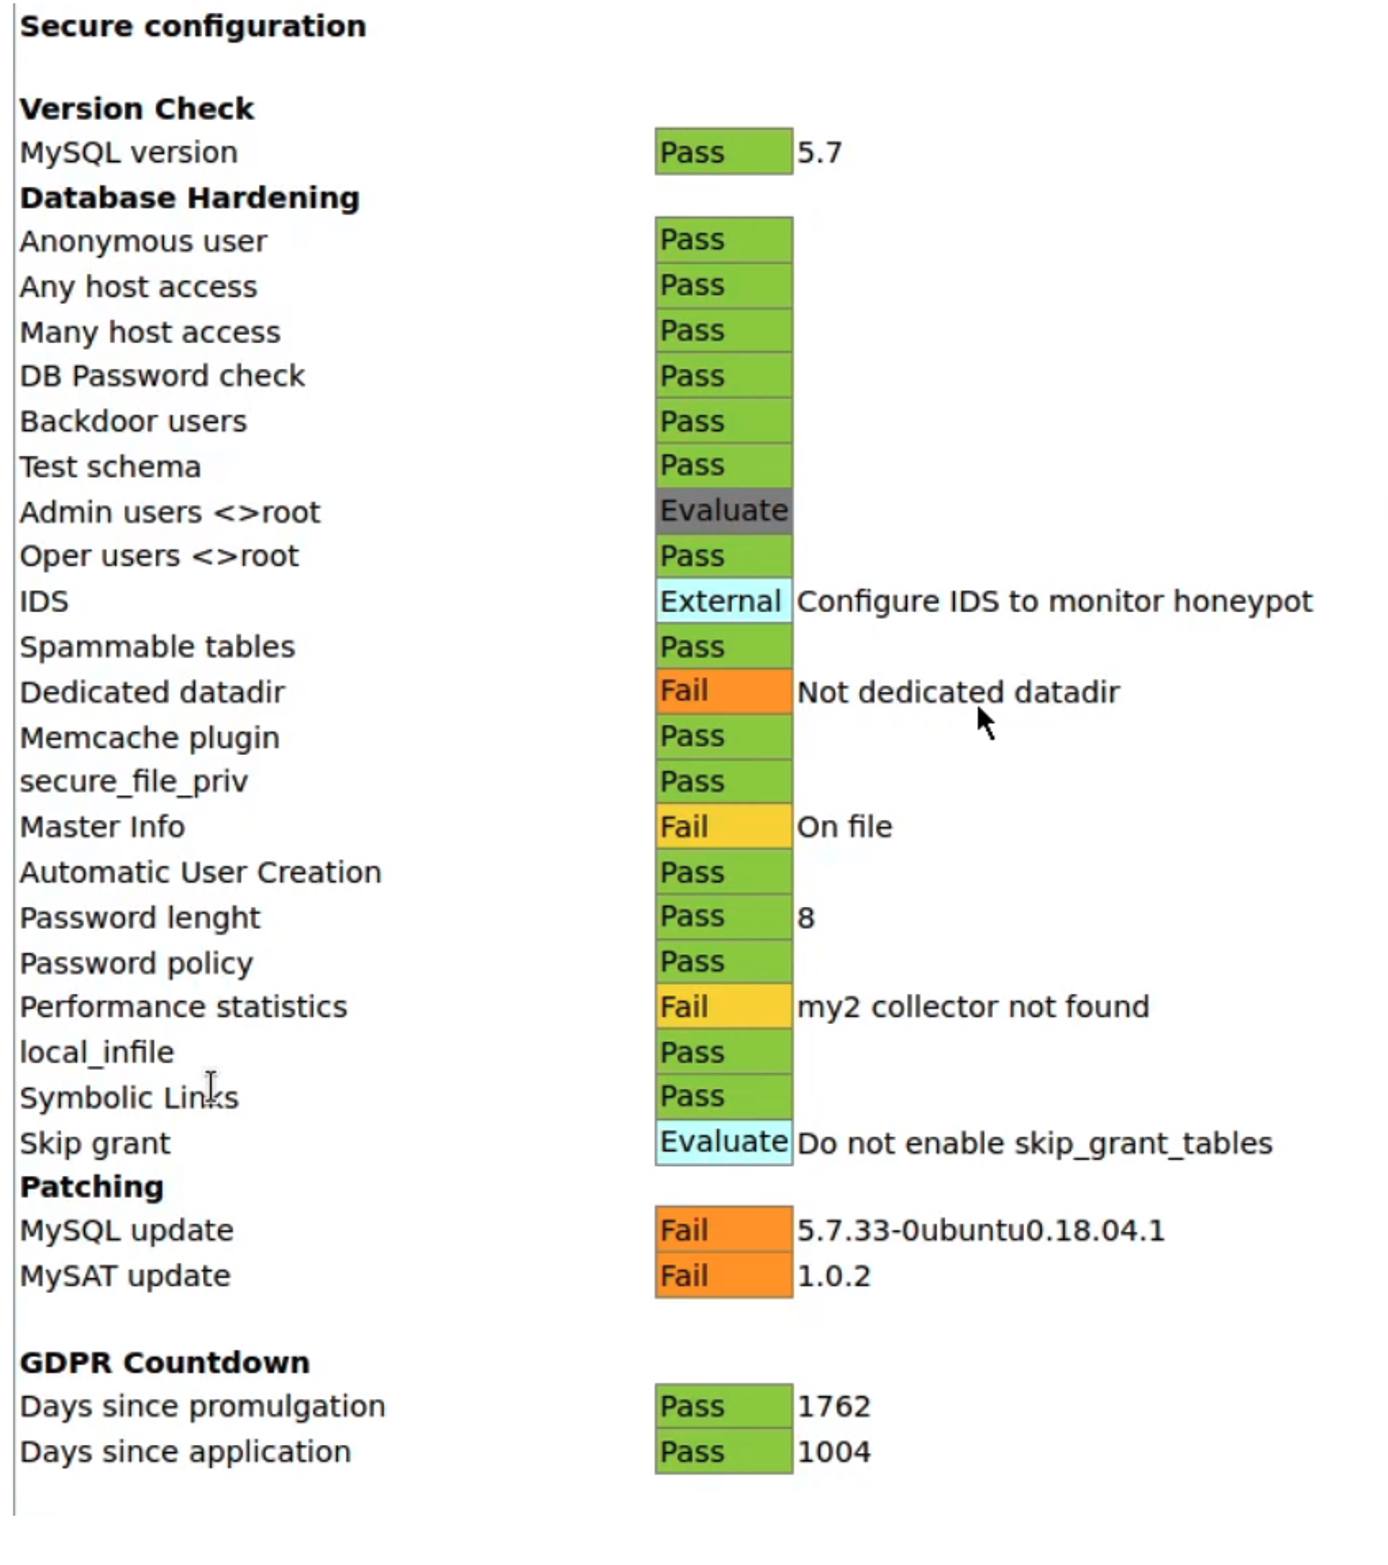 Secure configuration
Version Check
MySQL version Pass 5.7
Database Hardening
Anonymous user Pass
Any host access Pass
Many host access Pass
DB Password check Pass
Backdoor users Pass
Test schema Pass
Admin users <>root Evaluate
Oper users <>root Pass
IDS External Configure IDS to monitor honeypot
Spammable tables Pass
Dedicated datadir Fail Not dedicated datadir
Memcache plugin Pass
secure_file_priv Pass
Master Info Fail On file
Automatic User Creation Pass
Password lenght Pass 8
Password policy Pass
Performance statistics Fail my2 collector not found
local_infile Pass
Symbolic Links Pass
Skip grant Evaluate Do not enable skip_grant_tables
Patching
MySQL update Fail 5.7.33-0ubuntu0.18.04.1
MySAT update Fail 1.0.2
GDPR Countdown
Days since promulgation Pass 1762
Days since application Pass 1004